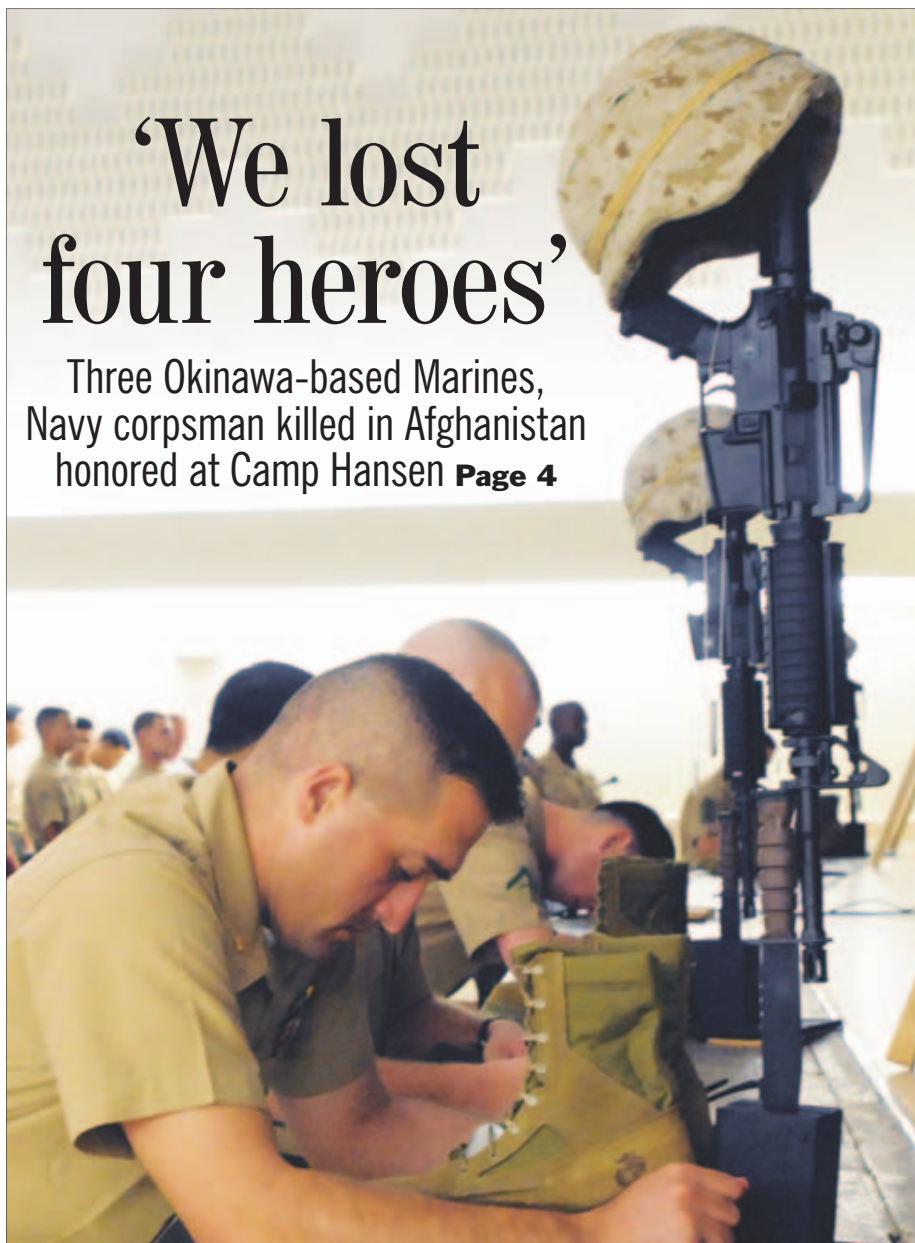 ‘We lost
four heroes’
Three Okinawa-based Marines,
Navy corpsman killed in Afghanistan
honored at Camp Hansen Page 4